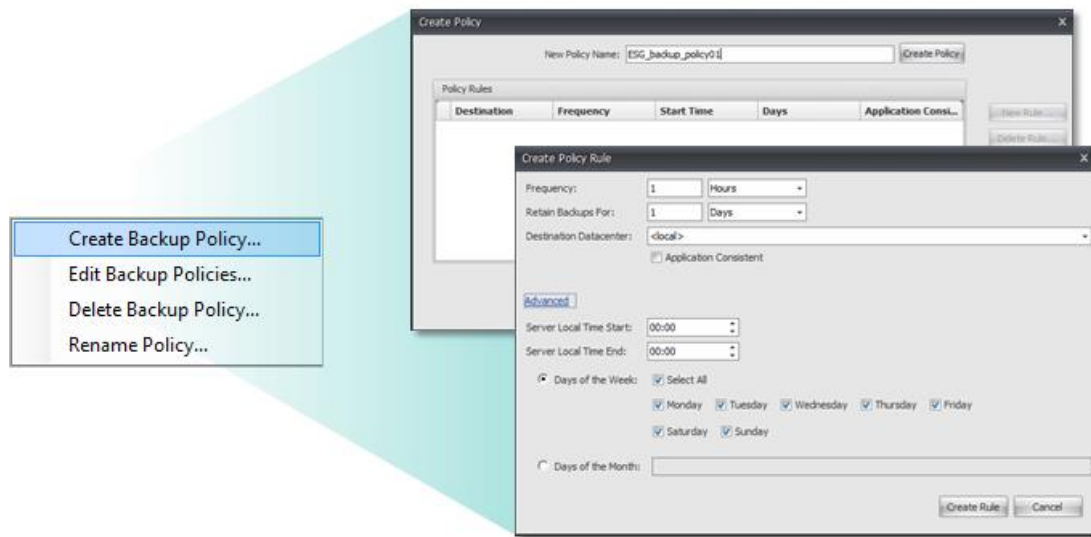 Create Policy
x
New Policy Name: ESG_backup_policy01 Create Policy
Policy Rules
Destination Frequency Start Time Days Application Consi...
New Rule...
Delete Rule...
Create Policy Rule
x
Frequency: 1 Hours
Retain Backups For: 1 Days
Destination Datacenter: <local>
Application Consistent
Advanced
Server Local Time Start: 00:00
Server Local Time End: 00:00
Days of the Week: Select All
Monday Tuesday Wednesday Thursday Friday
Saturday Sunday
Days of the Month:
Create Rule Cancel
Create Backup Policy...
Edit Backup Policies...
Delete Backup Policy...
Rename Policy...